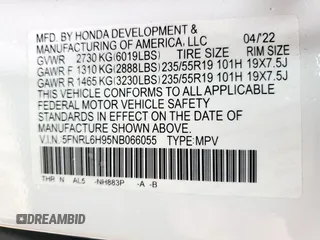 MFD. BY HONDA DEVELOPMENT & 04/'22
MANUFACTURING OF AMERICA, LLC
GVWR 2730 KG(6019LBS) TIRE SIZE RIM SIZE
GAWR F 1310 KG(2888LBS) 235/55R19 101H 19X7.5J
GAWR R 1465 KG(3230LBS) 235/55R19 101H 19X7.5J
THIS VEHICLE CONFORMS TO ALL APPLICABLE
FEDERAL MOTOR VEHICLE SAFETY
STANDARDS IN EFFECT ON THE DATE OF
MANUFACTURE SHOWN ABOVE.
V.I.N. 5FNRL6H95NB066055 TYPE:MPV
THR N AL5 -NH883P -A -B
© DREAMBID